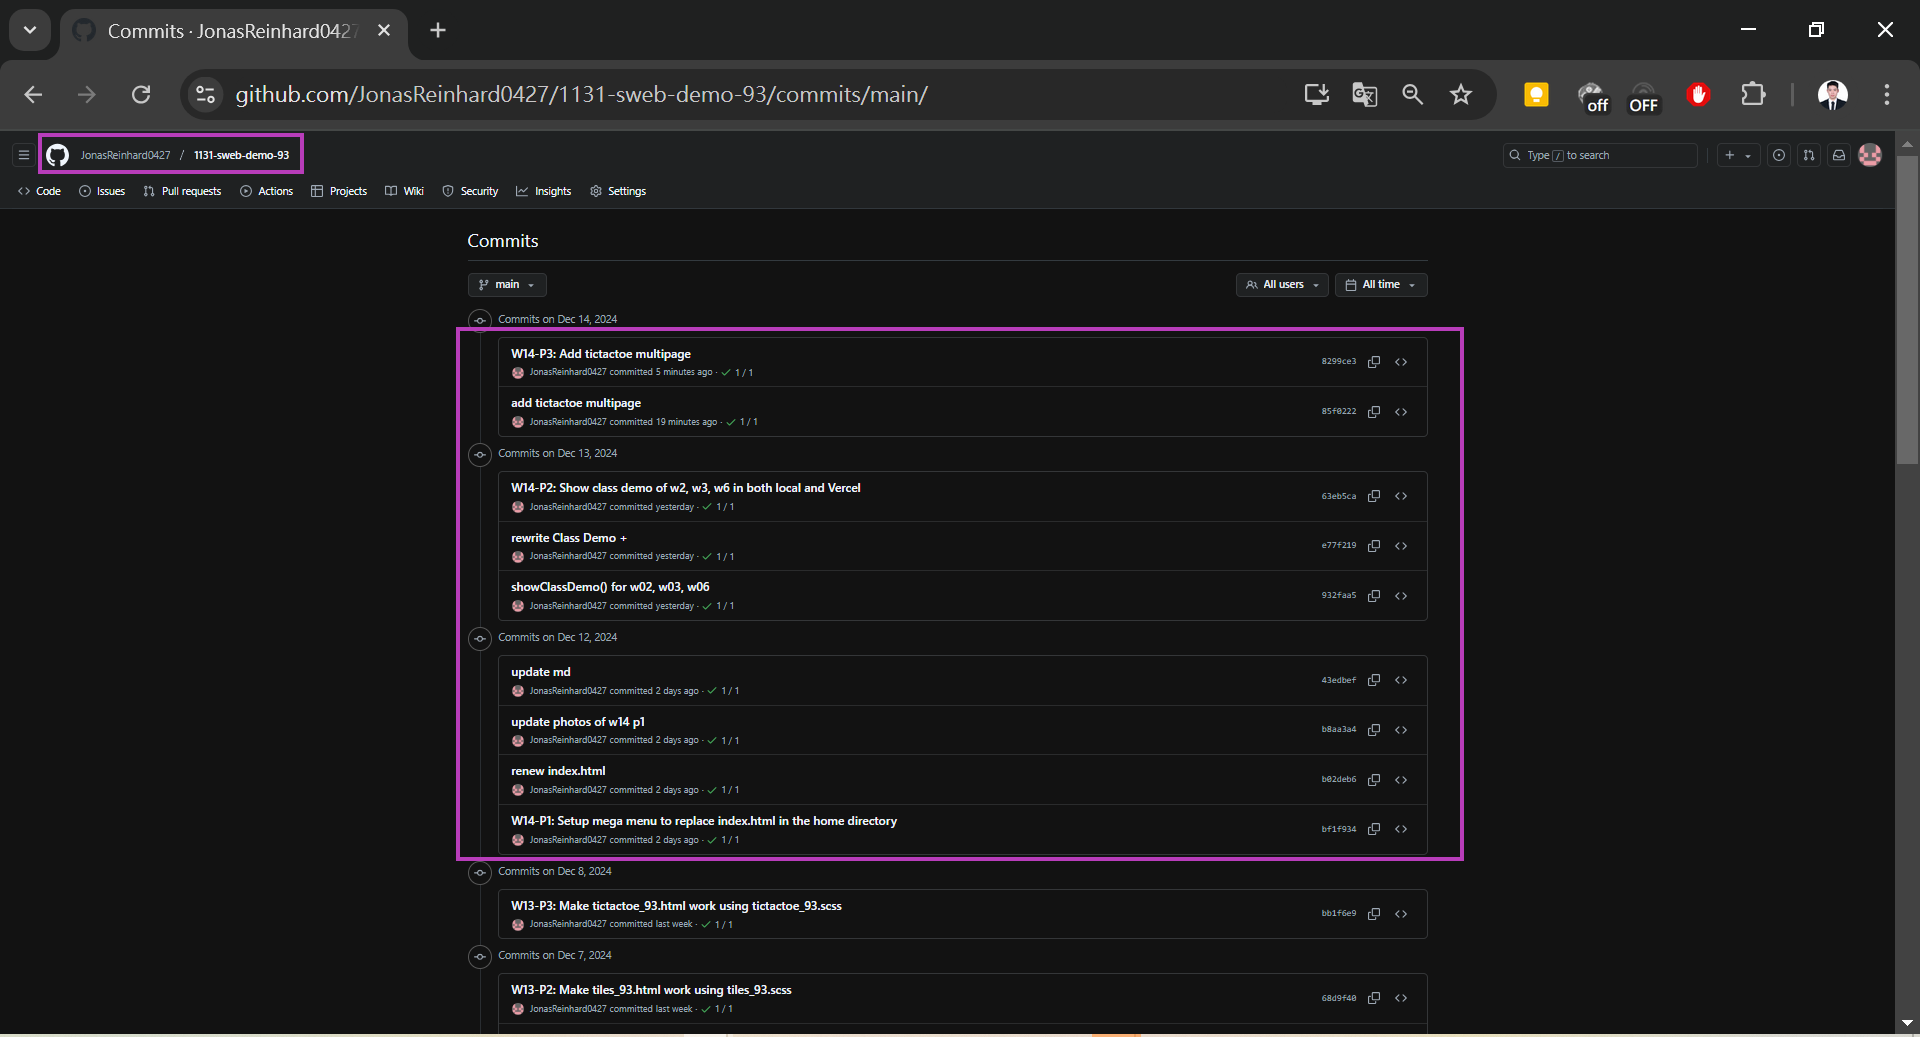 Commits · JonasReinhard0427
github.com/JonasReinhard0427/1131-sweb-demo-93/commits/main/
off
OFF
JonasReinhard0427 / 1131-sweb-demo-93
Type / to search
Code
Issues
Pull requests
Actions
Projects
Wiki
Security
Insights
Settings
Commits
main
All users
All time
Commits on Dec 14, 2024
W14-P3: Add tictactoe multipage
8299ce3
JonasReinhard0427 committed 5 minutes ago · 1 / 1
add tictactoe multipage
85f0222
JonasReinhard0427 committed 19 minutes ago · 1 / 1
Commits on Dec 13, 2024
W14-P2: Show class demo of w2, w3, w6 in both local and Vercel
63eb5ca
JonasReinhard0427 committed yesterday · 1 / 1
rewrite Class Demo +
e77f219
JonasReinhard0427 committed yesterday · 1 / 1
showClassDemo() for w02, w03, w06
932faa5
JonasReinhard0427 committed yesterday · 1 / 1
Commits on Dec 12, 2024
update md
43edbef
JonasReinhard0427 committed 2 days ago · 1 / 1
update photos of w14 p1
b8aa3a4
JonasReinhard0427 committed 2 days ago · 1 / 1
renew index.html
b02deb6
JonasReinhard0427 committed 2 days ago · 1 / 1
W14-P1: Setup mega menu to replace index.html in the home directory
bf1f934
JonasReinhard0427 committed 2 days ago · 1 / 1
Commits on Dec 8, 2024
W13-P3: Make tictactoe_93.html work using tictactoe_93.scss
bb1f6e9
JonasReinhard0427 committed last week · 1 / 1
Commits on Dec 7, 2024
W13-P2: Make tiles_93.html work using tiles_93.scss
68d9f40
JonasReinhard0427 committed last week · 1 / 1